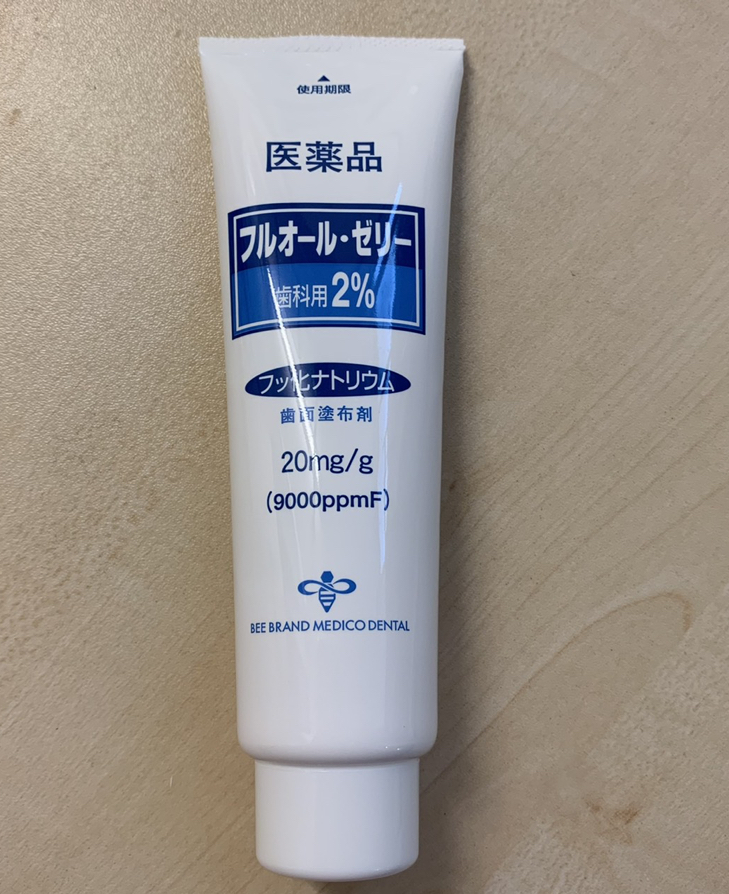 使用期限
医薬品
フルオール・ゼリー
歯科用2%
フッ化ナトリウム
歯面塗布剤
20mg/g
(9000ppmF)
BEE BRAND MEDICO DENTAL